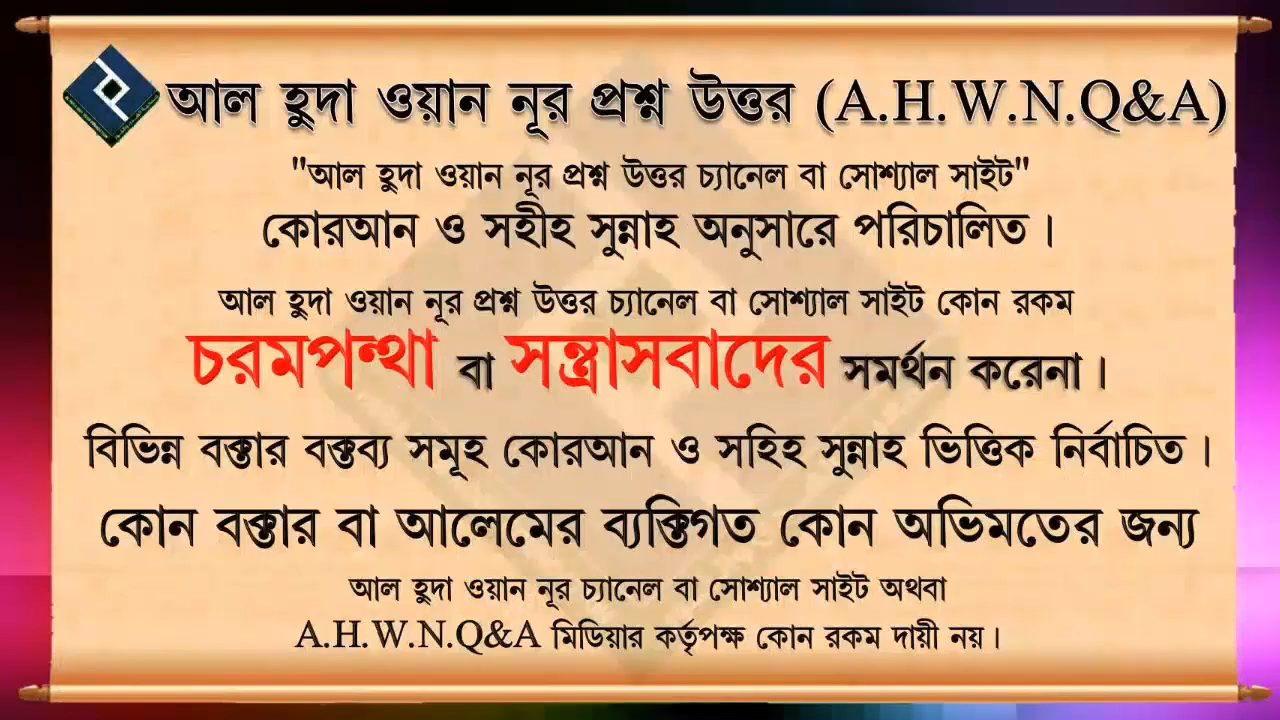 আল হুদা ওয়ান নূর প্রশ্ন উত্তর (A.H.W.N.Q&A)
"আল হুদা ওয়ান নূর প্রশ্ন উত্তর চ্যানেল বা সোশ্যাল সাইট"
কোরআন ও সহীহ সুন্নাহ অনুসারে পরিচালিত।
আল হুদা ওয়ান নূর প্রশ্ন উত্তর চ্যানেল বা সোশ্যাল সাইট কোন রকম
চরমপন্থা বা সন্ত্রাসবাদের সমর্থন করেনা।
বিভিন্ন বক্তার বক্তব্য সমূহ কোরআন ও সহিহ সুন্নাহ ভিত্তিক নির্বাচিত।
কোন বক্তার বা আলেমের ব্যক্তিগত কোন অভিমতের জন্য
আল হুদা ওয়ান নূর চ্যানেল বা সোশ্যাল সাইট অথবা
A.H.W.N.Q&A মিডিয়ার কর্তৃপক্ষ কোন রকম দায়ী নয়।